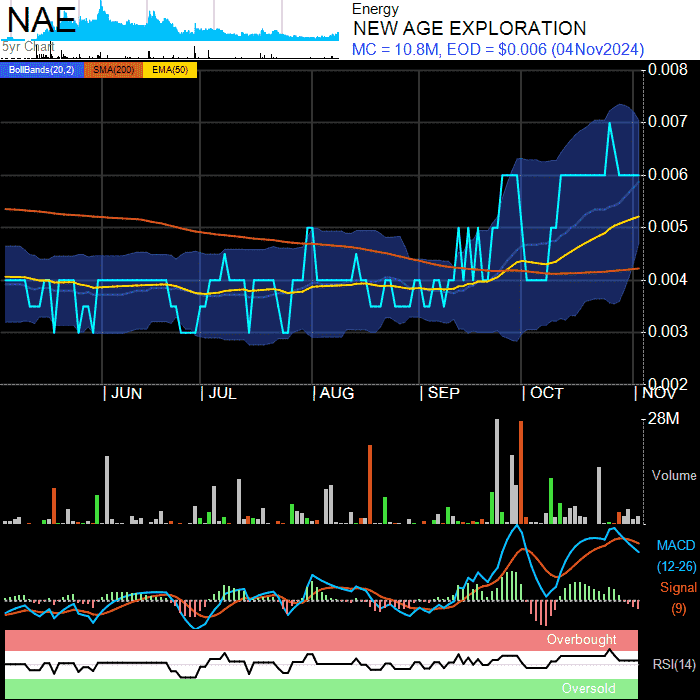 NAE
5yr Chart
Energy
NEW AGE EXPLORATION
MC = 10.8M, EOD = $0.006 (04Nov2024)
BollBands(20,2) SMA(200) EMA(50)
0.008
0.007
0.006
0.005
0.004
0.003
0.002
JUN JUL AUG SEP OCT NOV
28M
Volume
MACD
(12-26)
Signal
(9)
Overbought
RSI(14)
Oversold